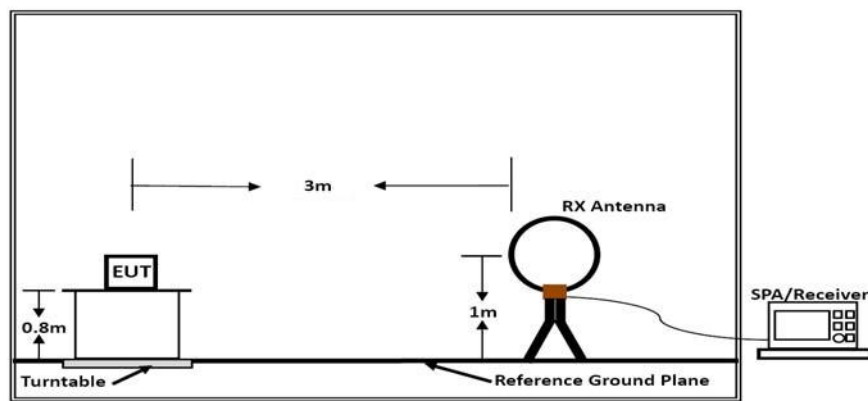 3m
RX Antenna
EUT
SPA/Receiver
0.8m
1m
Turntable
Reference Ground Plane